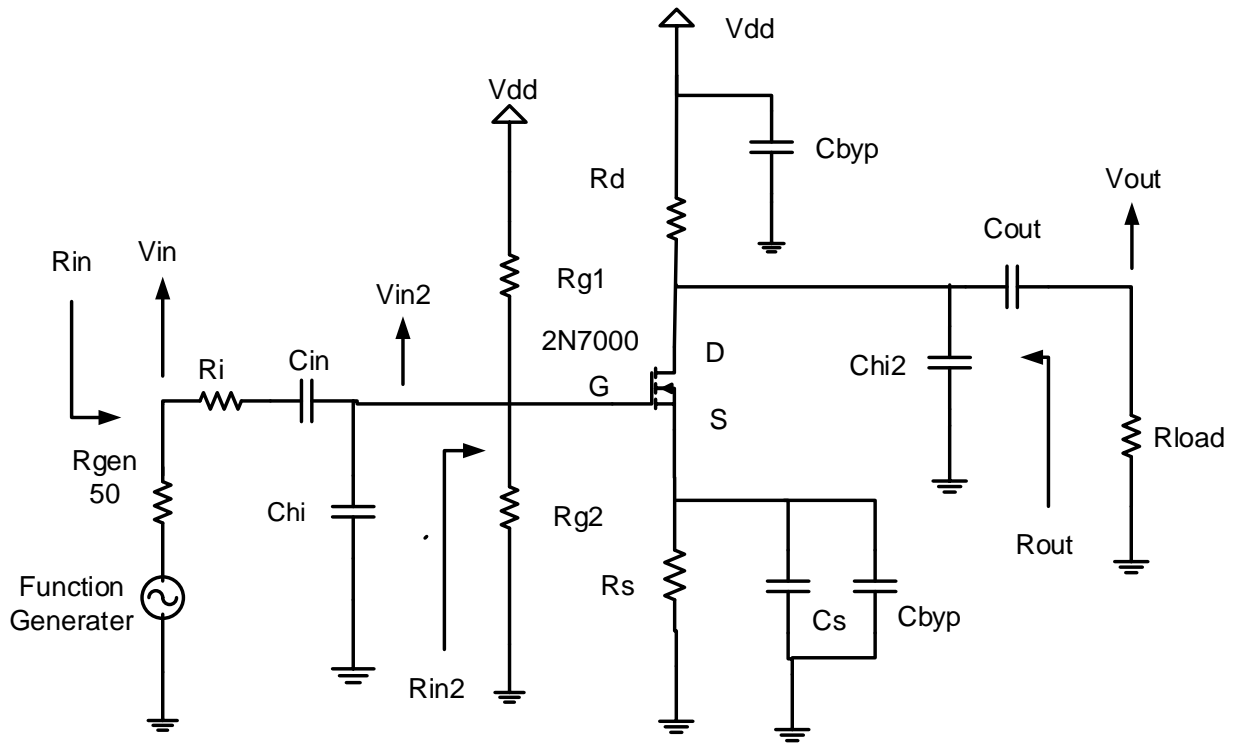 Vdd
Vdd
Cbyp
Rd
Vout
Cout
Rin
Vin
Vin2
Rg1
2N7000
D
Ri
Cin
G
Chi2
S
Rgen
50
Rload
Chi
Rg2
Rout
Function
Generater
Rs
Cs
Cbyp
Rin2